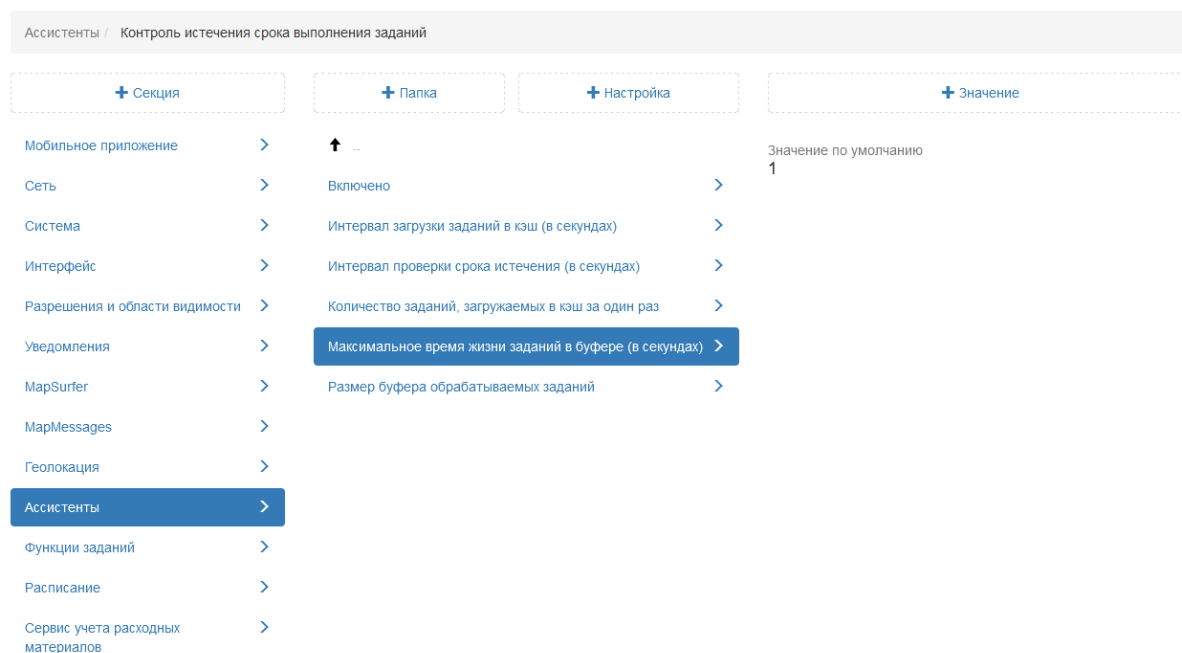 Ассистенты / Контроль истечения срока выполнения заданий
+ Секция
+ Папка
+ Настройка
+ Значение
Мобильное приложение
Сеть
Система
Интерфейс
Разрешения и области видимости
Уведомления
MapSurfer
MapMessages
Геолокация
Ассистенты
Функции заданий
Расписание
Сервис учета расходных
материалов
..
Включено
Интервал загрузки заданий в кэш (в секундах)
Интервал проверки срока истечения (в секундах)
Количество заданий, загружаемых в кэш за один раз
Максимальное время жизни заданий в буфере (в секундах)
Размер буфера обрабатываемых заданий
Значение по умолчанию
1